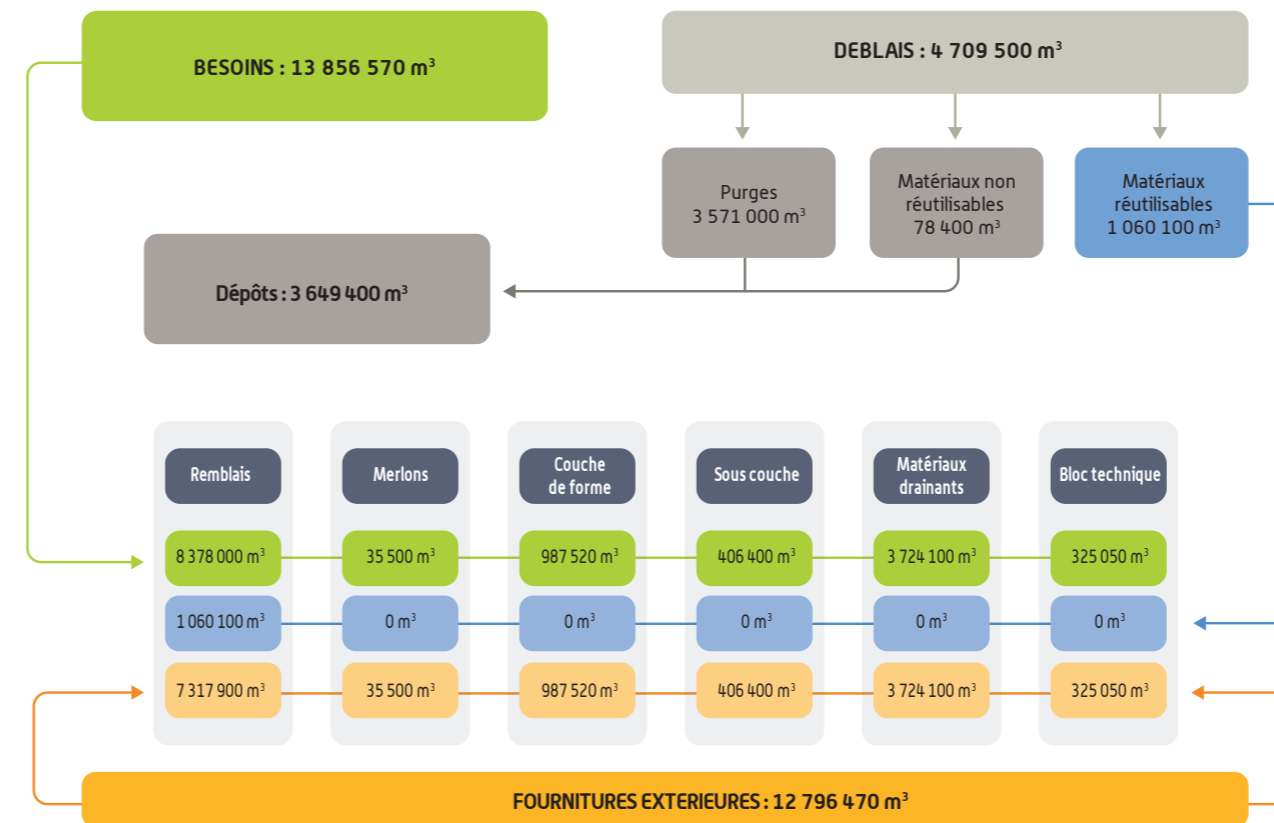 BESOINS : 13 856 570 m³
DEBLAIS : 4 709 500 m³
Purges
3 571 000 m³
Matériaux non
réutilisables
78 400 m³
Matériaux
réutilisables
1 060 100 m³
Dépôts : 3 649 400 m³
Remblais
Merlons
Couche
de forme
Sous couche
Matériaux
drainants
Bloc technique
8 378 000 m³
35 500 m³
987 520 m³
406 400 m³
3 724 100 m³
325 050 m³
1 060 100 m³
0 m³
0 m³
0 m³
0 m³
0 m³
7 317 900 m³
35 500 m³
987 520 m³
406 400 m³
3 724 100 m³
325 050 m³
FOURNITURES EXTERIEURES : 12 796 470 m³